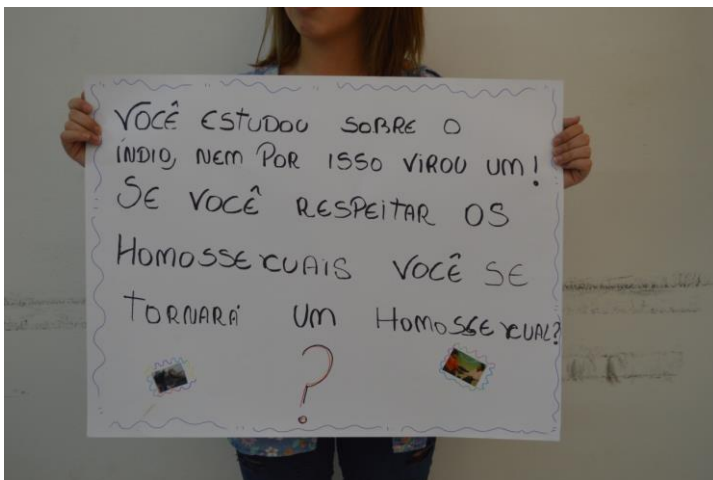 VOCÊ ESTUDOU SOBRE O
ÍNDIO, NEM POR ISSO VIROU UM!
SE VOCÊ RESPEITAR OS
HOMOSSEXUAIS VOCÊ SE
TORNARÁ UM HOMOSSEXUAL?
?